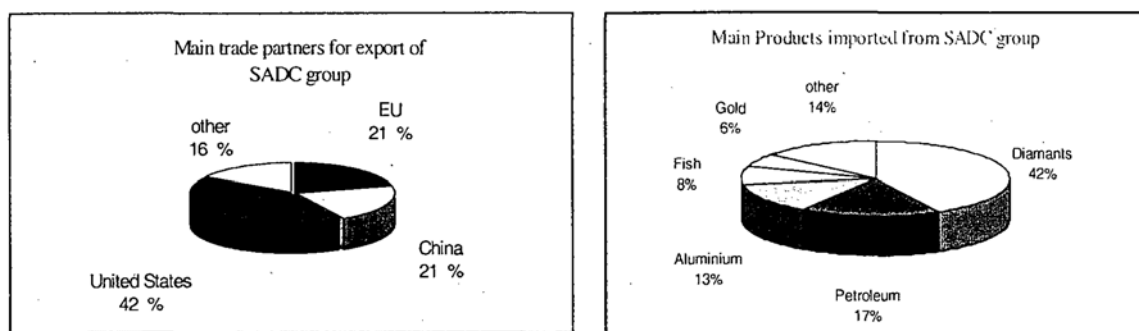 Main trade partners for export of
SADC group
EU
21 %
other
16 %
China
21 %
United States
42 %
Main Products imported from SADC group
other
14%
Gold
6%
Diamants
42%
Fish
8%
Aluminium
13%
Petroleum
17%